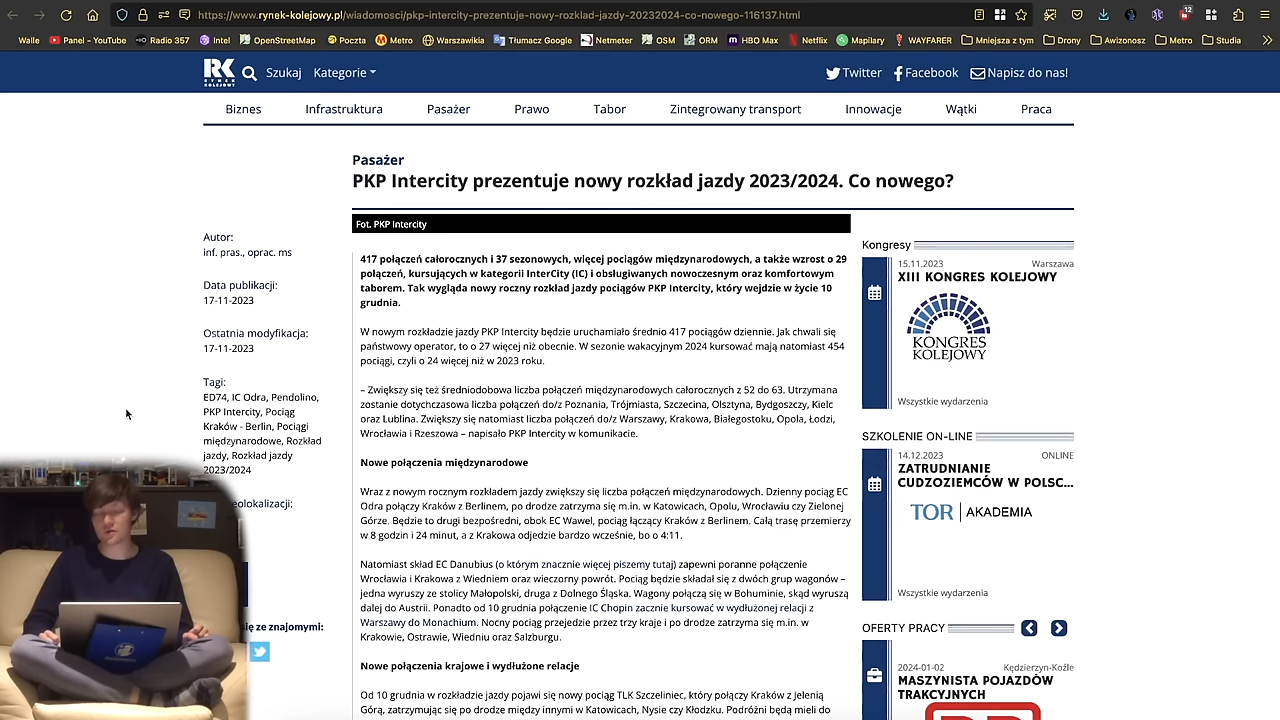 https://www.rynek-kolejowy.pl/wiadomosci/pkp-intercity-prezentuje-nowy-rozklad-jazdy-20232024-co-nowego-116137.html
12
Walle Panel - YouTube Radio 357 Intel OpenStreetMap Poczta Metro Warszawikia Tłumacz Google Netmeter OSM ORM HBO Max Netflix Mapilary WAYFARER Mniejsza z tym Drony Awizonosz Metro Studia
RK
RYNEK
KOLEJOWY
Szukaj Kategorie
Twitter Facebook Napisz do nas!
Biznes Infrastruktura Pasażer Prawo Tabor Zintegrowany transport Innowacje Wątki Praca
Pasażer
PKP Intercity prezentuje nowy rozkład jazdy 2023/2024. Co nowego?
Autor:
inf. pras., oprac. ms
Data publikacji:
17-11-2023
Ostatnia modyfikacja:
17-11-2023
Tagi:
ED74, IC Odra, Pendolino,
PKP Intercity, Pociąg
Kraków - Berlin, Pociągi
międzynarodowe, Rozkład
jazdy, Rozkład jazdy
2023/2024
eolokalizacji:
ię ze znajomymi:
Fot. PKP Intercity
417 połączeń całorocznych i 37 sezonowych, więcej pociągów międzynarodowych, a także wzrost o 29
połączeń, kursujących w kategorii InterCity (IC) i obsługiwanych nowoczesnym oraz komfortowym
taborem. Tak wygląda nowy roczny rozkład jazdy pociągów PKP Intercity, który wejdzie w życie 10
grudnia.
W nowym rozkładzie jazdy PKP Intercity będzie uruchamiało średnio 417 pociągów dziennie. Jak chwali się
państwowy operator, to o 27 więcej niż obecnie. W sezonie wakacyjnym 2024 kursować mają natomiast 454
pociągi, czyli o 24 więcej niż w 2023 roku.
– Zwiększy się też średniodobowa liczba połączeń międzynarodowych całorocznych z 52 do 63. Utrzymana
zostanie dotychczasowa liczba połączeń do/z Poznania, Trójmiasta, Szczecina, Olsztyna, Bydgoszczy, Kielc
oraz Lublina. Zwiększy się natomiast liczba połączeń do/z Warszawy, Krakowa, Białegostoku, Opola, Łodzi,
Wrocławia i Rzeszowa – napisało PKP Intercity w komunikacie.
Nowe połączenia międzynarodowe
Wraz z nowym rocznym rozkładem jazdy zwiększy się liczba połączeń międzynarodowych. Dzienny pociąg EC
Odra połączy Kraków z Berlinem, po drodze zatrzyma się m.in. w Katowicach, Opolu, Wrocławiu czy Zielonej
Górze. Będzie to drugi bezpośredni, obok EC Wawel, pociąg łączący Kraków z Berlinem. Całą trasę przemierzy
w 8 godzin i 24 minut, a z Krakowa odjedzie bardzo wcześnie, bo o 4:11.
Natomiast skład EC Danubius (o którym znacznie więcej piszemy tutaj) zapewni poranne połączenie
Wrocławia i Krakowa z Wiedniem oraz wieczorny powrót. Pociąg będzie składał się z dwóch grup wagonów –
jedna wyruszy ze stolicy Małopolski, druga z Dolnego Śląska. Wagony połączą się w Bohuminie, skąd wyruszą
dalej do Austrii. Ponadto od 10 grudnia połączenie IC Chopin zacznie kursować w wydłużonej relacji z
Warszawy do Monachium. Nocny pociąg przejedzie przez trzy kraje i po drodze zatrzyma się m.in. w
Krakowie, Ostrawie, Wiedniu oraz Salzburgu.
Nowe połączenia krajowe i wydłużone relacje
Od 10 grudnia w rozkładzie jazdy pojawi się nowy pociąg TLK Szczeliniec, który połączy Kraków z Jelenią
Górą, zatrzymując się po drodze między innymi w Katowicach, Nysie czy Kłodzku. Podróżni będą mieli do
Kongresy
15.11.2023 Warszawa
XIII KONGRES KOLEJOWY
KONGRES
KOLEJOWY
Wszystkie wydarzenia
SZKOLENIE ON-LINE
14.12.2023 ONLINE
ZATRUDNIANIE
CUDZOZIEMCÓW W POLSC...
TOR AKADEMIA
Wszystkie wydarzenia
OFERTY PRACY
2024-01-02 Kędzierzyn-Koźle
MASZYNISTA POJAZDÓW
TRAKCYJNYCH